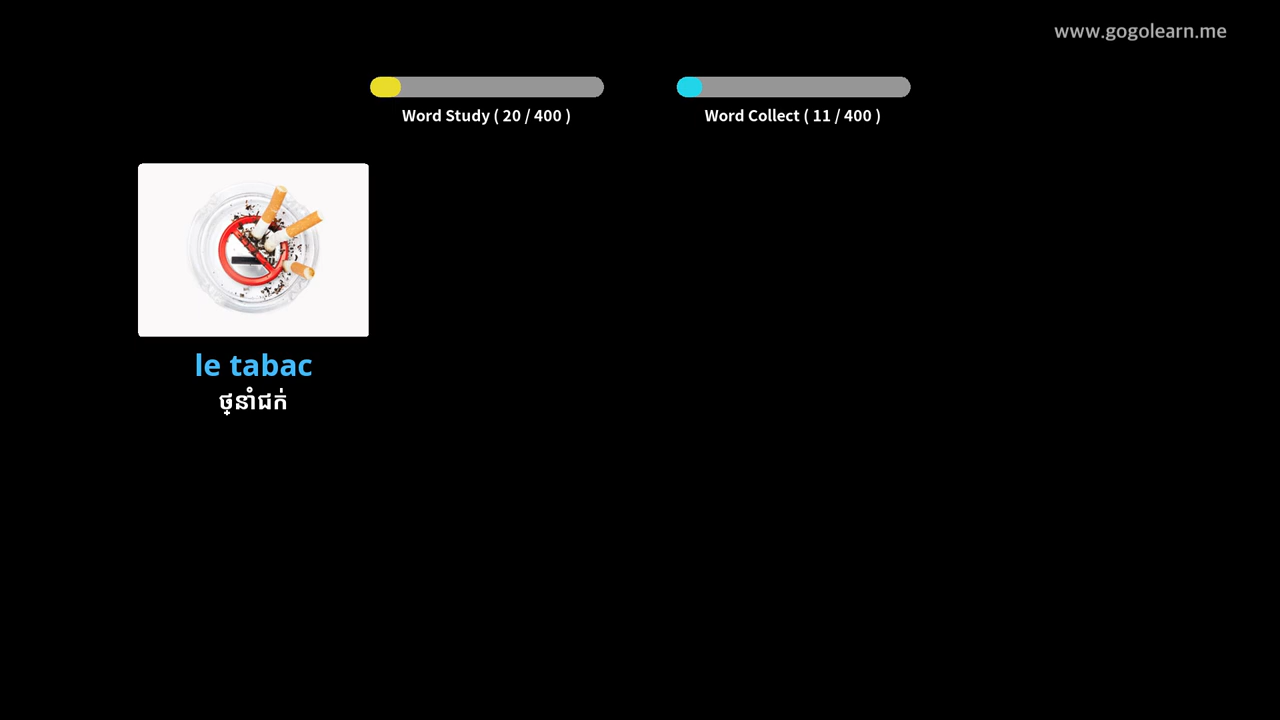 www.gogolearn.me
Word Study ( 20 / 400 )
Word Collect ( 11 / 400 )
le tabac
ថ្នាំជក់